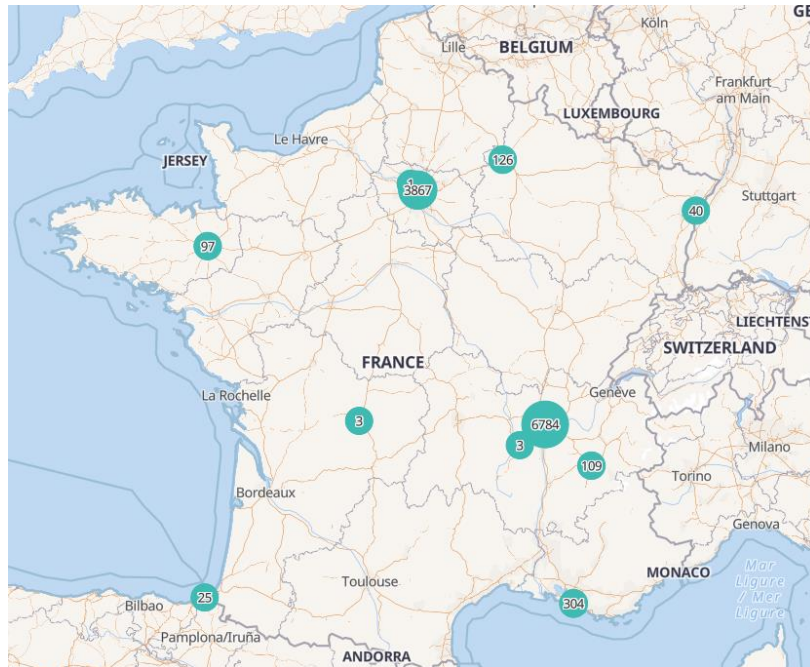 GE
BELGIUM
Köln
Lille
Frankfurt
am Main
LUXEMBOURG
Le Havre
JERSEY
126
1
3867
Stuttgart
40
97
LIECHTENST
SWITZERLAND
FRANCE
Genève
La Rochelle
3
6784
3
Milano
109
Torino
Bordeaux
Genova
Mar
Ligure
/ Mer
Ligure
MONACO
Toulouse
25
Bilbao
304
Pamplona/Iruña
ANDORRA